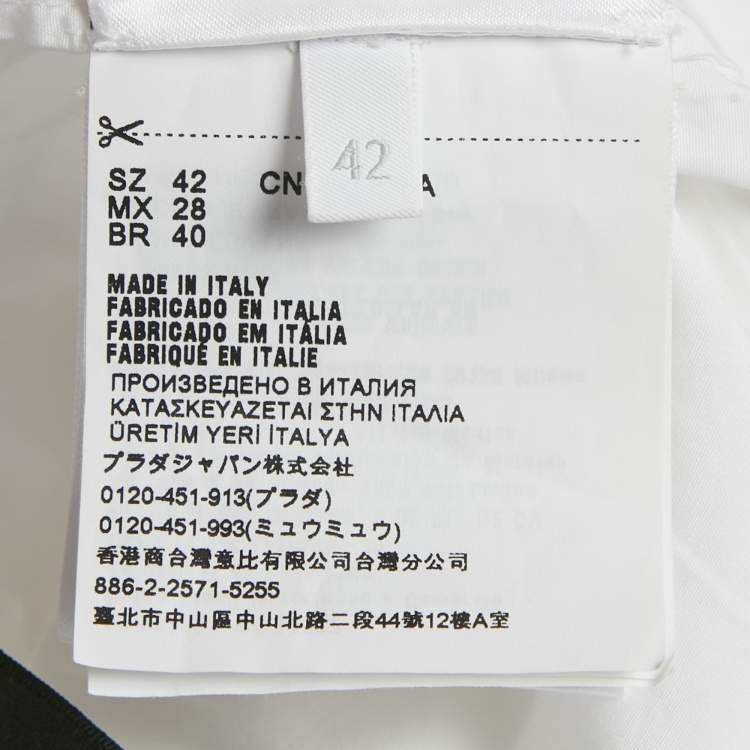 42
SZ 42 CN A
MX 28
BR 40
MADE IN ITALY
FABRICADO EN ITALIA
FABRICADO EM ITÁLIA
FABRIQUÉ EN ITALIE
ПРОИЗВЕДЕНО В ИТАЛИЯ
ΚΑΤΑΣΚΕΥΑΖΕΤΑΙ ΣΤΗΝ ΙΤΑΛΙΑ
ÜRETİM YERİ İTALYA
プラダジャパン株式会社
0120-451-913(プラダ)
0120-451-993(ミュウミュウ)
香港商台灣意比有限公司台灣分公司
886-2-2571-5255
臺北市中山區中山北路二段44號12樓A室